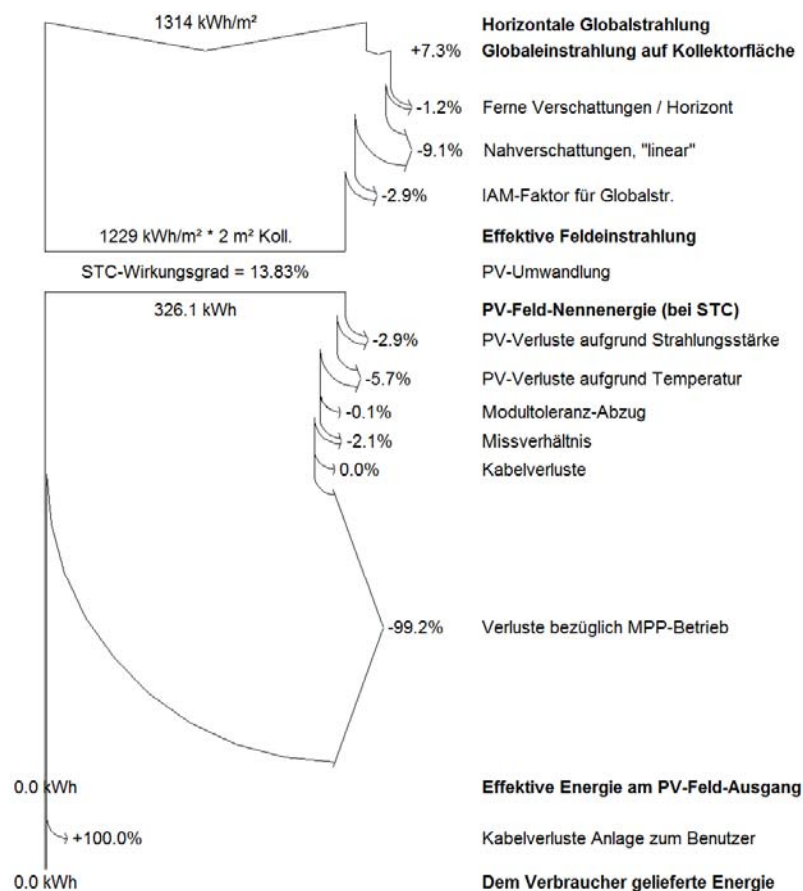 1314 kWh/m² Horizontale Globalstrahlung
+7.3% Globaleinstrahlung auf Kollektorfläche
-1.2% Ferne Verschattungen / Horizont
-9.1% Nahverschattungen, "linear"
-2.9% IAM-Faktor für Globalstr.
1229 kWh/m² * 2 m² Koll. Effektive Feldeinstrahlung
STC-Wirkungsgrad = 13.83% PV-Umwandlung
326.1 kWh PV-Feld-Nennenergie (bei STC)
-2.9% PV-Verluste aufgrund Strahlungsstärke
-5.7% PV-Verluste aufgrund Temperatur
-0.1% Modultoleranz-Abzug
-2.1% Missverhältnis
0.0% Kabelverluste
-99.2% Verluste bezüglich MPP-Betrieb
0.0 kWh Effektive Energie am PV-Feld-Ausgang
+100.0% Kabelverluste Anlage zum Benutzer
0.0 kWh Dem Verbraucher gelieferte Energie